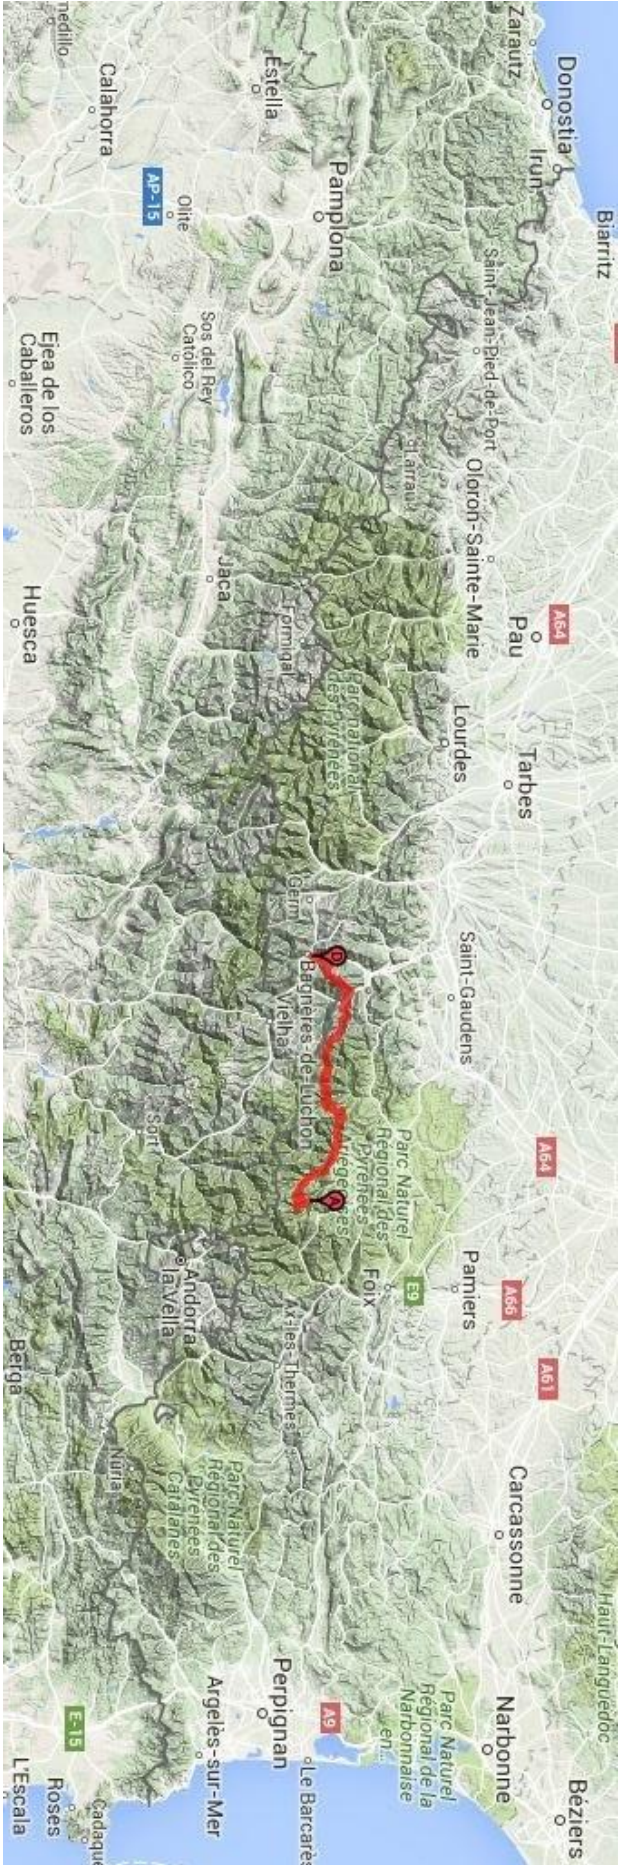 Biarritz
Zarautz
Donostia
Irun
Saint-Jean-Pied-de-Port
Estella
Pamplona
Calahorra
AP-15
Olite
Sos del Rey
Católico
Ejea de los
Caballeros
Larrau
Oloron-Sainte-Marie
A64
Pau
Jaca
Formigal
Huesca
Lourdes
Tarbes
Parc national
des Pyrénées
Germ
Saint-Gaudens
D
Bagnères-de-Luchon
Vielha
Sort
A64
Parc Naturel
Régional des
Pyrénées
A
Pamiers
A66
E9
Foix
A61
Ax-les-Thermes
Andorra
la Vella
Berga
Núria
Parc Naturel
Régional des
Pyrénées
Catalanes
Carcassonne
Haut-Languedoc
Narbonne
Béziers
Parc Naturel
Régional de la
Narbonnaise
en...
A9
Perpignan
Le Barcarès
Argelès-sur-Mer
E-15
L'Escala
Roses